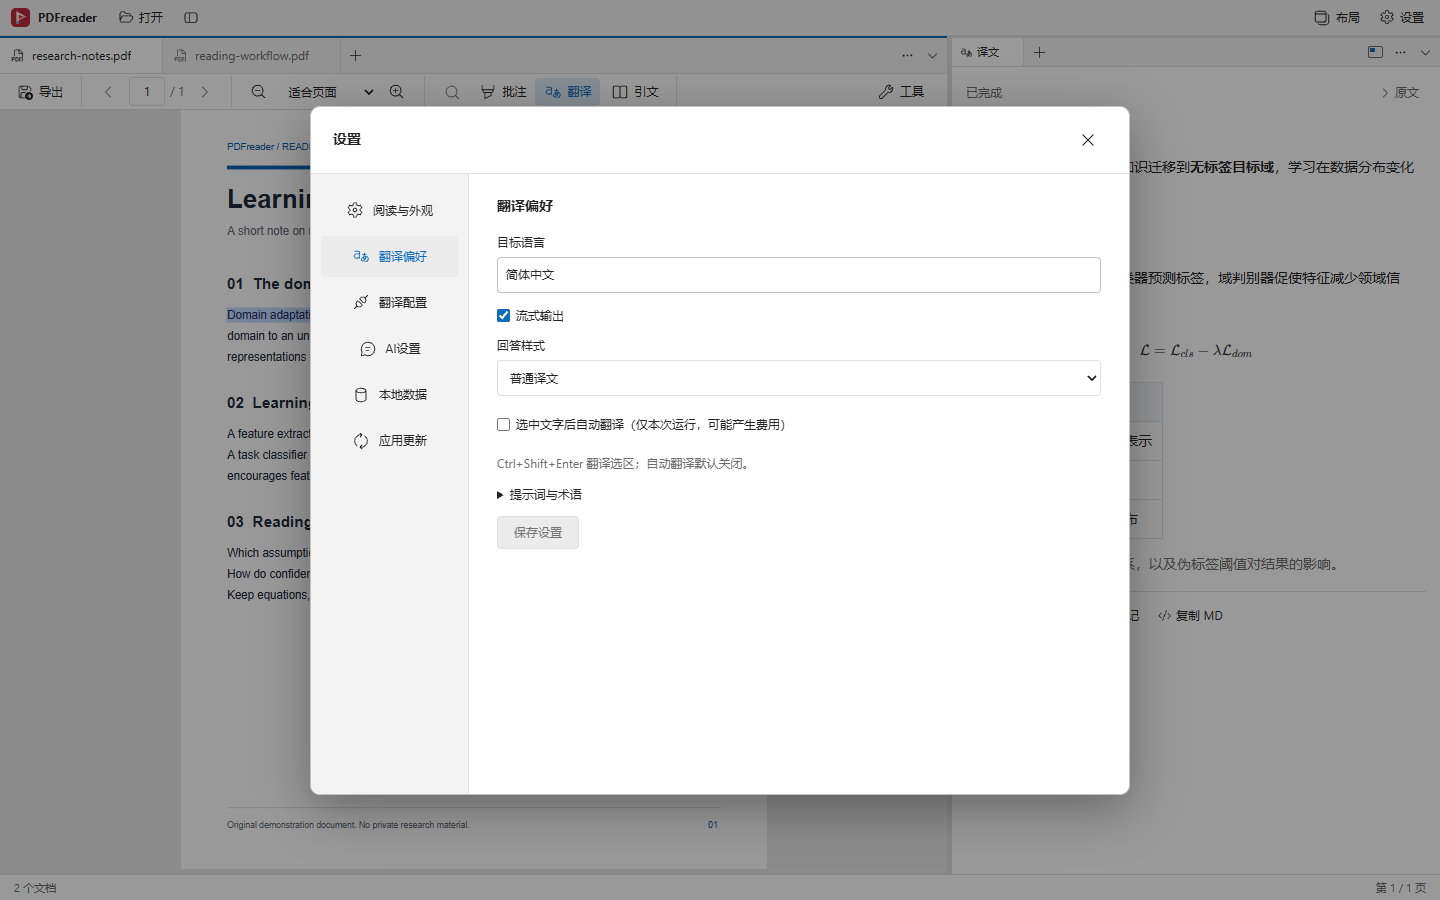 PDFreader
打开
布局
设置
research-notes.pdf
reading-workflow.pdf
译文
导出
1
/ 1
适合页面
批注
翻译
引文
工具
已完成
原文
PDFreader /
Learnin
A short note on
01 The
Domain
domain to an
representations
02 Learning
A feature
A task classifier
encourages
03 Reading
Which
How do
Keep equations,
Original demonstration document. No private research material.
01
设置
阅读与外观
翻译偏好
翻译配置
AI设置
本地数据
应用更新
翻译偏好
目标语言
简体中文
流式输出
回答样式
普通译文
选中文字后自动翻译（仅本次运行，可能产生费用）
Ctrl+Shift+Enter 翻译选区；自动翻译默认关闭。
提示词与术语
保存设置
识迁移到无标签目标域，学习在数据分布变化
器预测标签，域判别器促使特征减少领域信
ℒ = ℒcls − λℒdom
表示
布
，以及伪标签阈值对结果的影响。
复制 MD
2 个文档
第 1 / 1 页